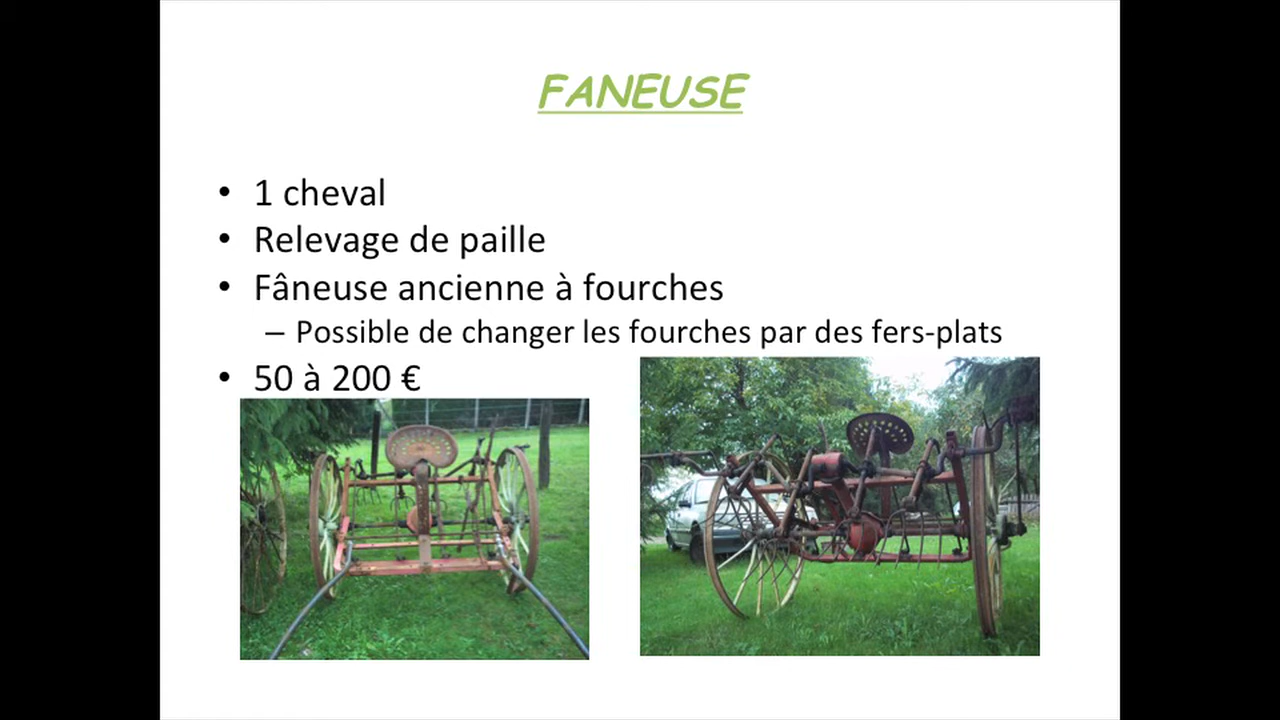 FANEUSE
• 1 cheval
• Relevage de paille
• Fâneuse ancienne à fourches
– Possible de changer les fourches par des fers-plats
• 50 à 200 €